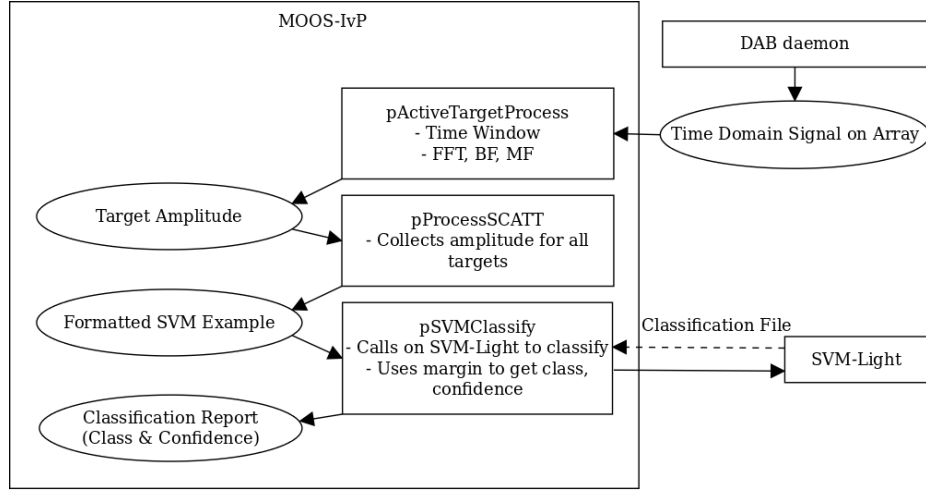 MOOS-IvP
DAB daemon
pActiveTargetProcess
- Time Window
- FFT, BF, MF
Time Domain Signal on Array
Target Amplitude
pProcessSCATT
- Collects amplitude for all
targets
Formatted SVM Example
pSVMClassify
- Calls on SVM-Light to classify
- Uses margin to get class,
confidence
Classification File
SVM-Light
Classification Report
(Class & Confidence)